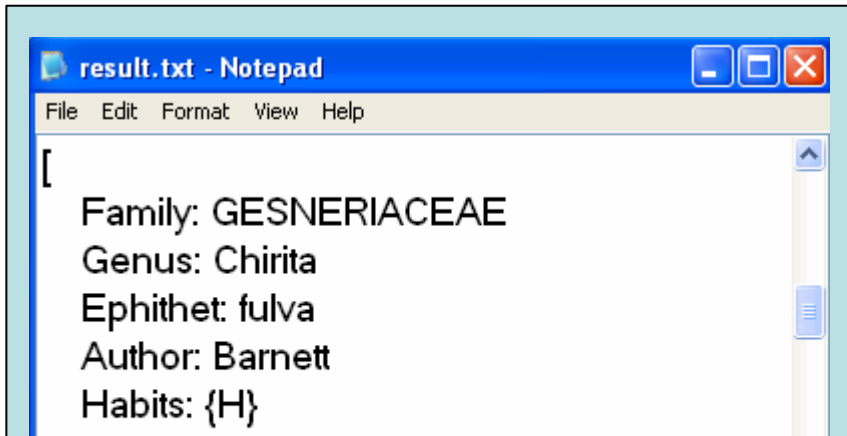 result.txt - Notepad
File Edit Format View Help
[
Family: GESNERIACEAE
Genus: Chirita
Ephithet: fulva
Author: Barnett
Habits: {H}